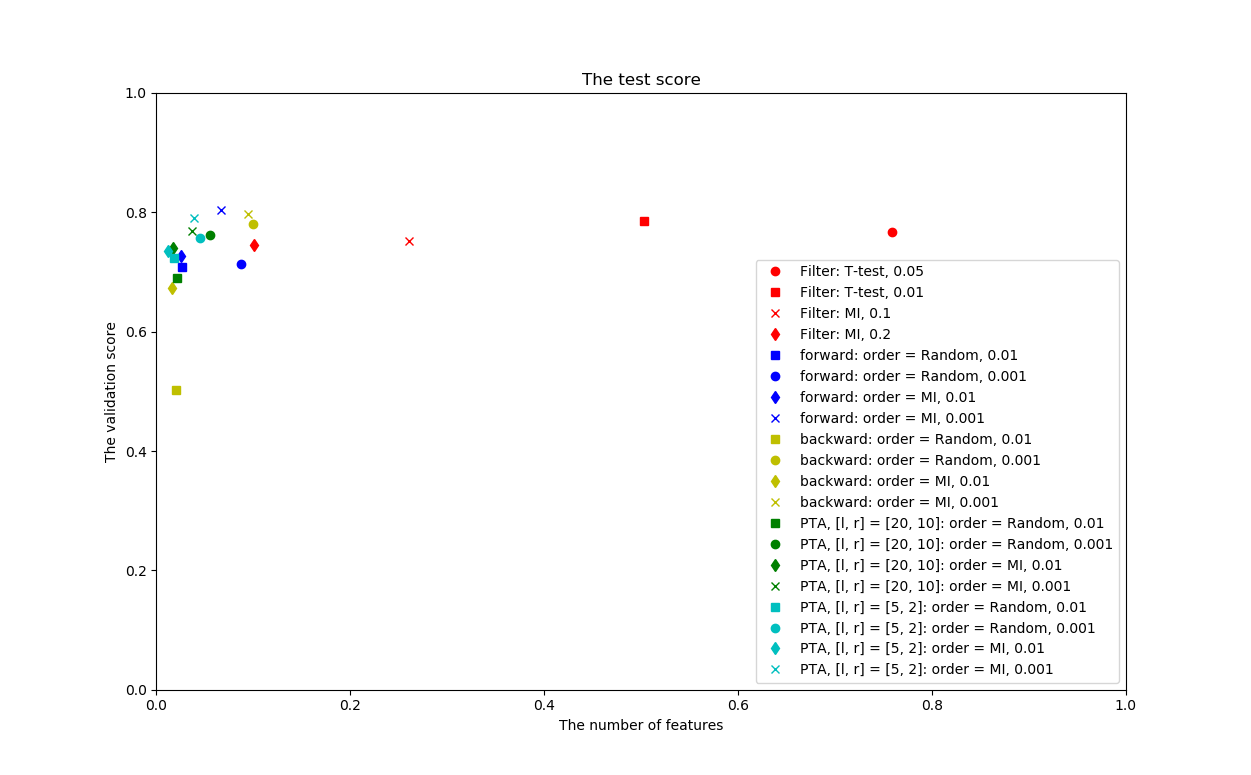 The test score
1.0
0.8
0.6
0.4
0.2
0.0
The validation score
Filter: T-test, 0.05
Filter: T-test, 0.01
Filter: MI, 0.1
Filter: MI, 0.2
forward: order = Random, 0.01
forward: order = Random, 0.001
forward: order = MI, 0.01
forward: order = MI, 0.001
backward: order = Random, 0.01
backward: order = Random, 0.001
backward: order = MI, 0.01
backward: order = MI, 0.001
PTA, [l, r] = [20, 10]: order = Random, 0.01
PTA, [l, r] = [20, 10]: order = Random, 0.001
PTA, [l, r] = [20, 10]: order = MI, 0.01
PTA, [l, r] = [20, 10]: order = MI, 0.001
PTA, [l, r] = [5, 2]: order = Random, 0.01
PTA, [l, r] = [5, 2]: order = Random, 0.001
PTA, [l, r] = [5, 2]: order = MI, 0.01
PTA, [l, r] = [5, 2]: order = MI, 0.001
0.0 0.2 0.4 0.6 0.8 1.0
The number of features